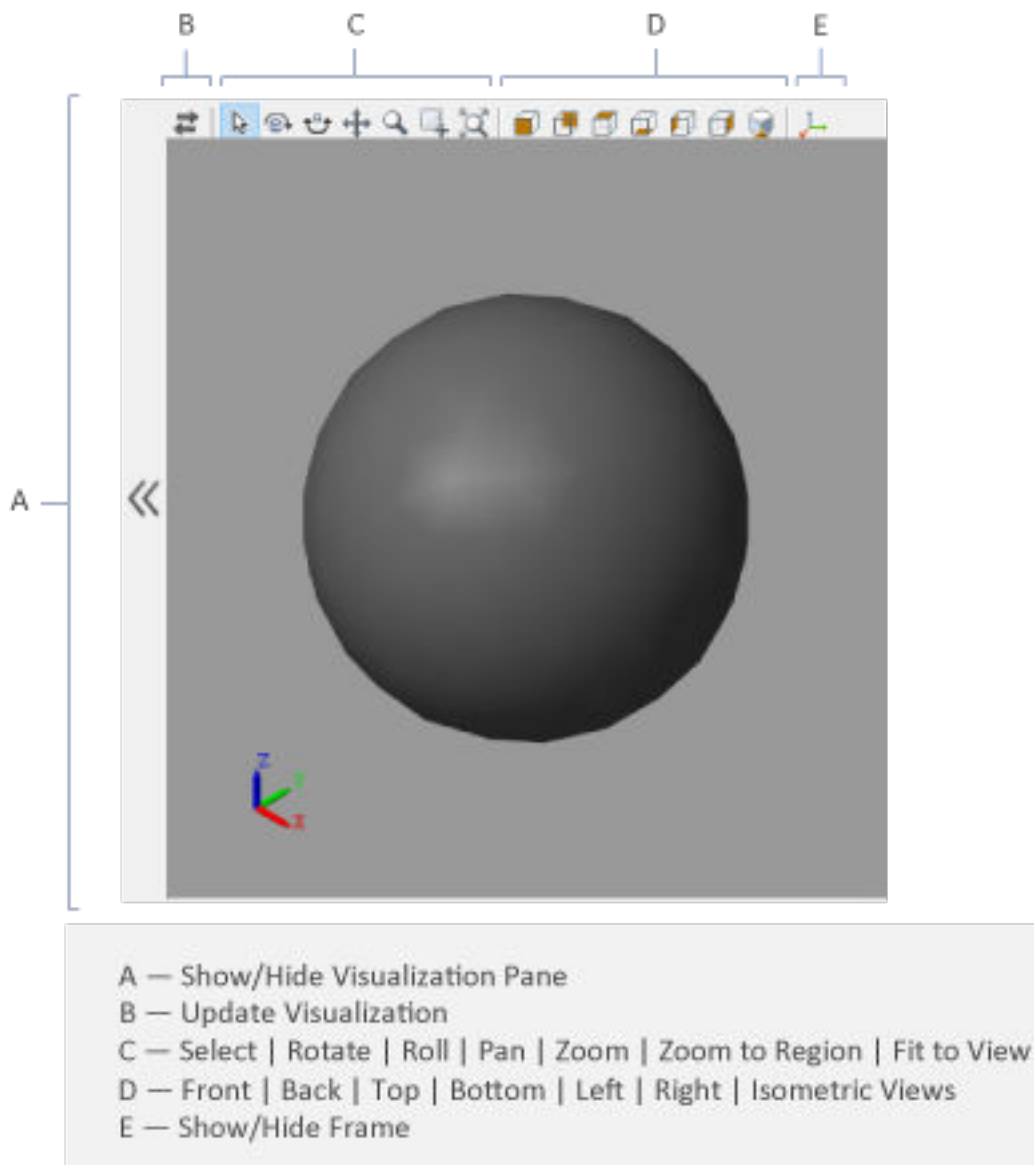 B C D E
A
Z
X
A — Show/Hide Visualization Pane
B — Update Visualization
C — Select | Rotate | Roll | Pan | Zoom | Zoom to Region | Fit to View
D — Front | Back | Top | Bottom | Left | Right | Isometric Views
E — Show/Hide Frame